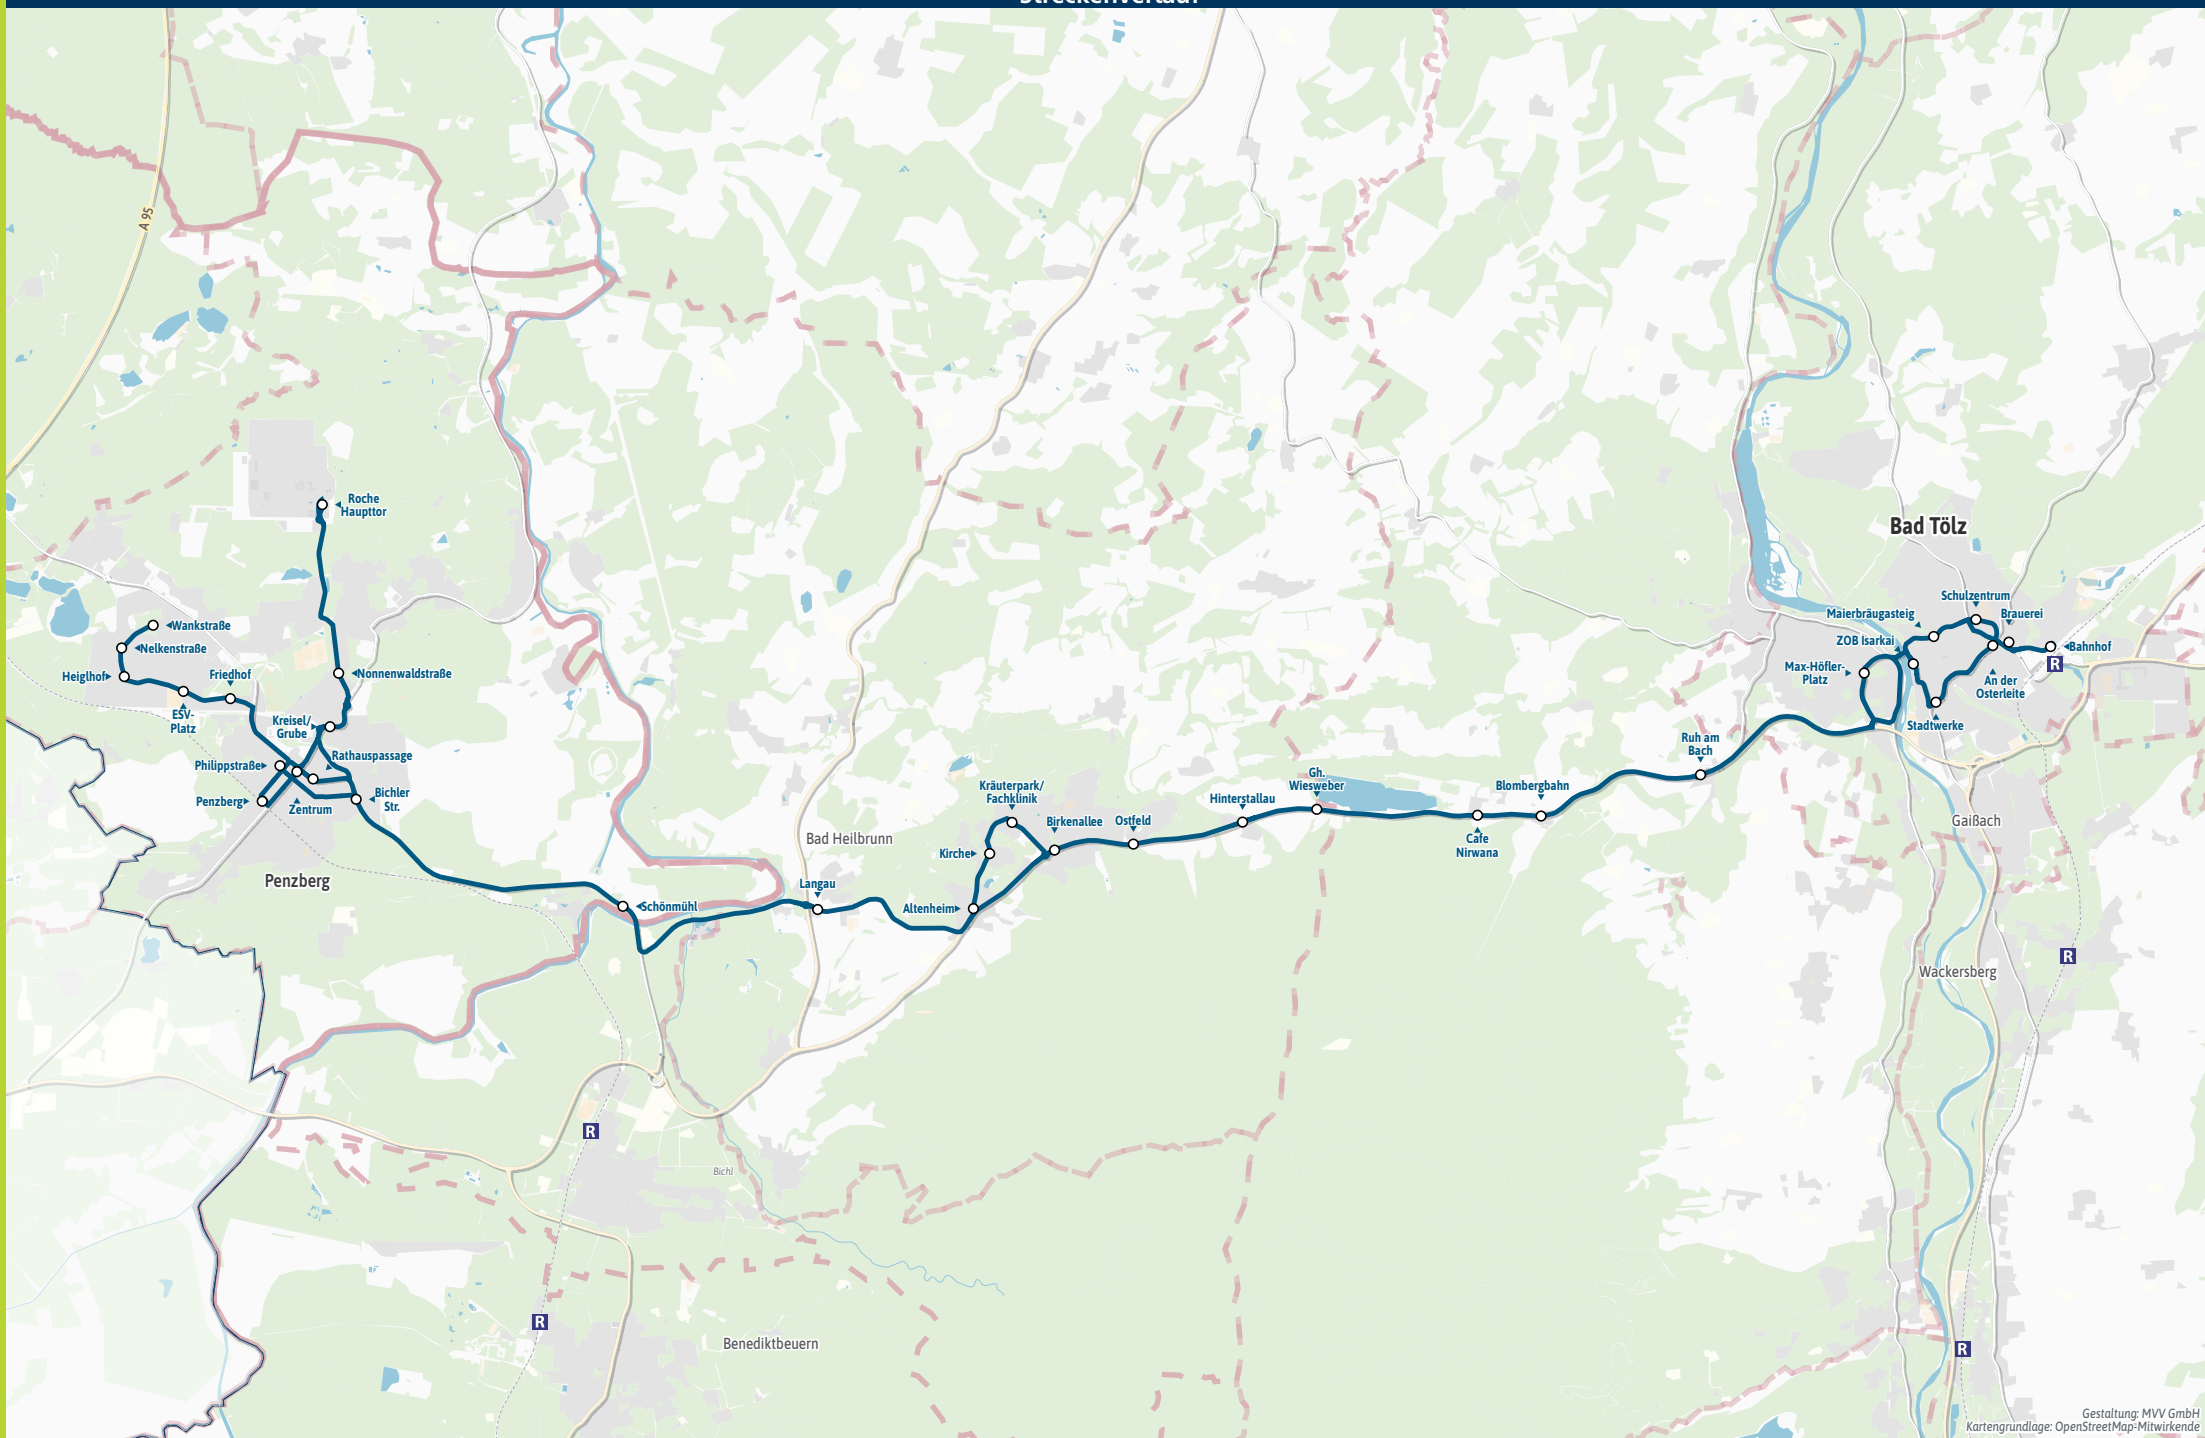 Streckenverlauf
A 95
Roche
Haupttor
Bad Tölz
Schulzentrum
Maierbräugasteig
Brauerei
Wankstraße
ZOB Isarkai
Nelkenstraße
Bahnhof
R
Heiglhof
Friedhof
Nonnenwaldstraße
Max-Höfler-
Platz
An der
Osterleite
ESV-
Platz
Kreisel/
Grube
Stadtwerke
Rathauspassage
Ruh am
Bach
Philippstraße
Gh.
Wiesweber
Kräuterpark/
Fachklinik
Blombergbahn
Penzberg
Zentrum
Bichler
Str.
Hinterstallau
Birkenallee
Ostfeld
Gaißach
Bad Heilbrunn
Kirche
Cafe
Nirwana
Penzberg
Langau
Schönmühl
Altenheim
R
Wackersberg
R
Bichl
R
Benediktbeuern
R
Gestaltung: MVV GmbH
Kartengrundlage: OpenStreetMap-Mitwirkende